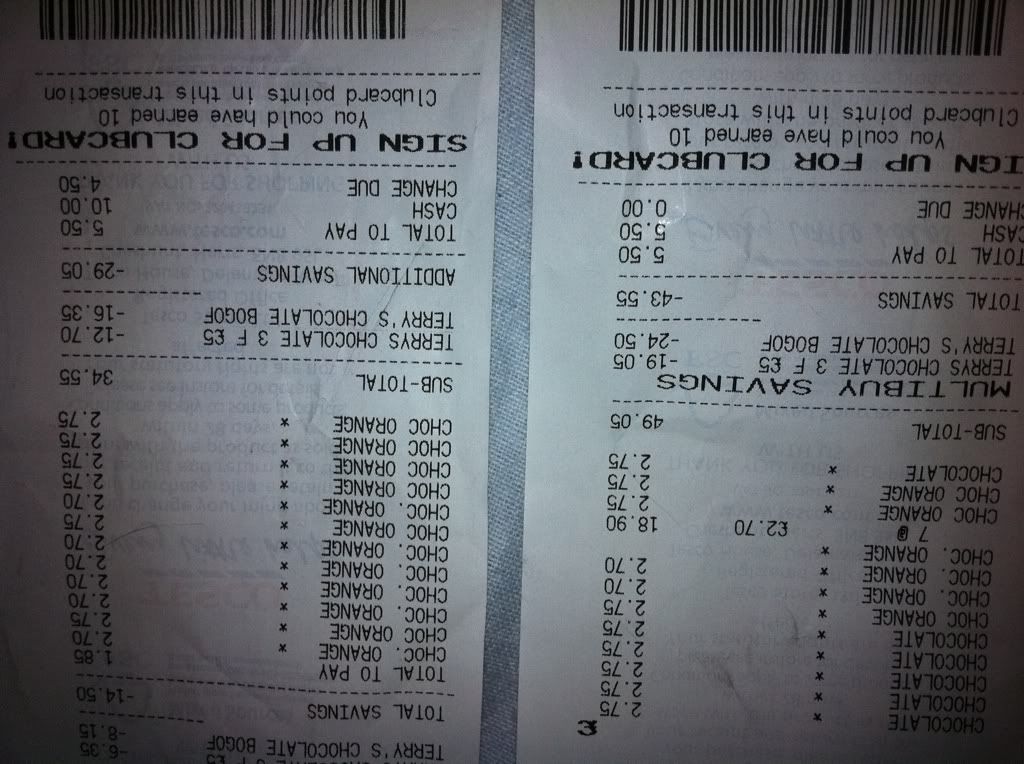 £
CHOCOLATE * 2.75
CHOCOLATE * 2.75
CHOCOLATE * 2.75
CHOCOLATE * 2.75
CHOCOLATE * 2.75
CHOC ORANGE * 2.75
CHOC. ORANGE * 2.70
CHOC. ORANGE * 2.70
CHOC. ORANGE *
7 @ £2.70 18.90
CHOC ORANGE * 2.75
CHOC ORANGE * 2.75
CHOCOLATE * 2.75
SUB-TOTAL 49.05
MULTIBUY SAVINGS
TERRYS CHOCOLATE 3 F £5 -19.05
TERRY'S CHOCOLATE BOGOF -24.50
TOTAL SAVINGS -43.55
TOTAL TO PAY 5.50
CASH 5.50
CHANGE DUE 0.00
SIGN UP FOR CLUBCARD!
You could have earned 10
Clubcard points in this transaction
CHOCOLATE 3 F £5 -6.35
TERRY'S CHOCOLATE BOGOF -8.15
TOTAL SAVINGS -14.50
TOTAL TO PAY 1.85
CHOC. ORANGE * 2.70
CHOC ORANGE * 2.75
CHOC. ORANGE * 2.70
CHOC. ORANGE * 2.70
CHOC. ORANGE * 2.70
CHOC. ORANGE * 2.70
CHOC ORANGE * 2.75
CHOC. ORANGE * 2.70
CHOC ORANGE * 2.75
CHOC ORANGE * 2.75
CHOC ORANGE * 2.75
CHOC ORANGE * 2.75
SUB-TOTAL 34.55
TERRYS CHOCOLATE 3 F £5 -12.70
TERRY'S CHOCOLATE BOGOF -16.35
ADDITIONAL SAVINGS -29.05
TOTAL TO PAY 5.50
CASH 10.00
CHANGE DUE 4.50
SIGN UP FOR CLUBCARD!
You could have earned 10
Clubcard points in this transaction